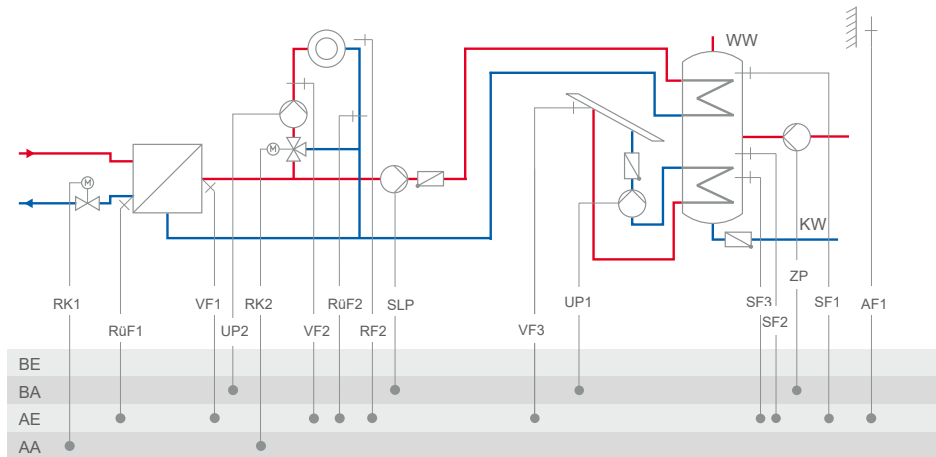 WW
M
M
KW
RK1
VF1
RK2
RüF2
SLP
UP1
SF3
ZP
SF1
AF1
RüF1
UP2
VF2
RF2
VF3
SF2
BE
BA
AE
AA